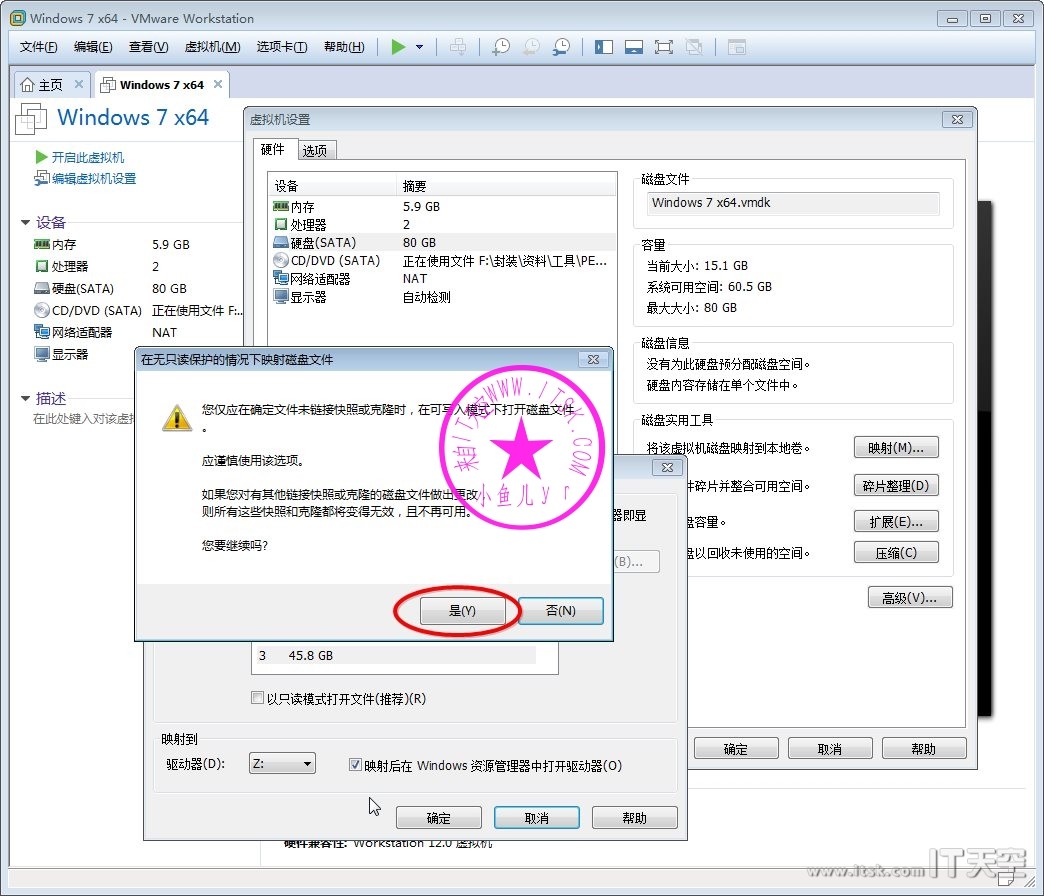 Windows 7 x64 - VMware Workstation
文件(F) 编辑(E) 查看(V) 虚拟机(M) 选项卡(T) 帮助(H)
主页 Windows 7 x64
Windows 7 x64
开启此虚拟机
编辑虚拟机设置
设备
内存 5.9 GB
处理器 2
硬盘(SATA) 80 GB
CD/DVD (SATA) 正在使用文件 F:...
网络适配器 NAT
显示器
描述
在此处键入对该虚拟
虚拟机设置
硬件 选项
设备 摘要
内存 5.9 GB
处理器 2
硬盘(SATA) 80 GB
CD/DVD (SATA) 正在使用文件 F:\封装\资料\工具\PE...
网络适配器 NAT
显示器 自动检测
磁盘文件
Windows 7 x64.vmdk
容量
当前大小: 15.1 GB
系统可用空间: 60.5 GB
最大大小: 80 GB
磁盘信息
没有为此硬盘预分配磁盘空间。
硬盘内容存储在单个文件中。
磁盘实用工具
将该虚拟机磁盘映射到本地卷。 映射(M)...
件碎片并整合可用空间。 碎片整理(D)
盘容量。 扩展(E)...
盘以回收未使用的空间。 压缩(C)
高级(V)...
确定 取消 帮助
在无只读保护的情况下映射磁盘文件
您仅应在确定文件未链接快照或克隆时，在可写入模式下打开磁盘文件
。
应谨慎使用该选项。
如果您对有其他链接快照或克隆的磁盘文件做出更改，
则所有这些快照和克隆都将变得无效，且不再可用。
您要继续吗?
是(Y) 否(N)
来自IT天空WWW.ITSK.COM
小鱼儿yr
器即显
(B)...
3 45.8 GB
以只读模式打开文件(推荐)(R)
映射到
驱动器(D): Z:
映射后在 Windows 资源管理器中打开驱动器(O)
确定 取消 帮助
硬件兼容性: Workstation 12.0 虚拟机
www.itsk.com IT天空